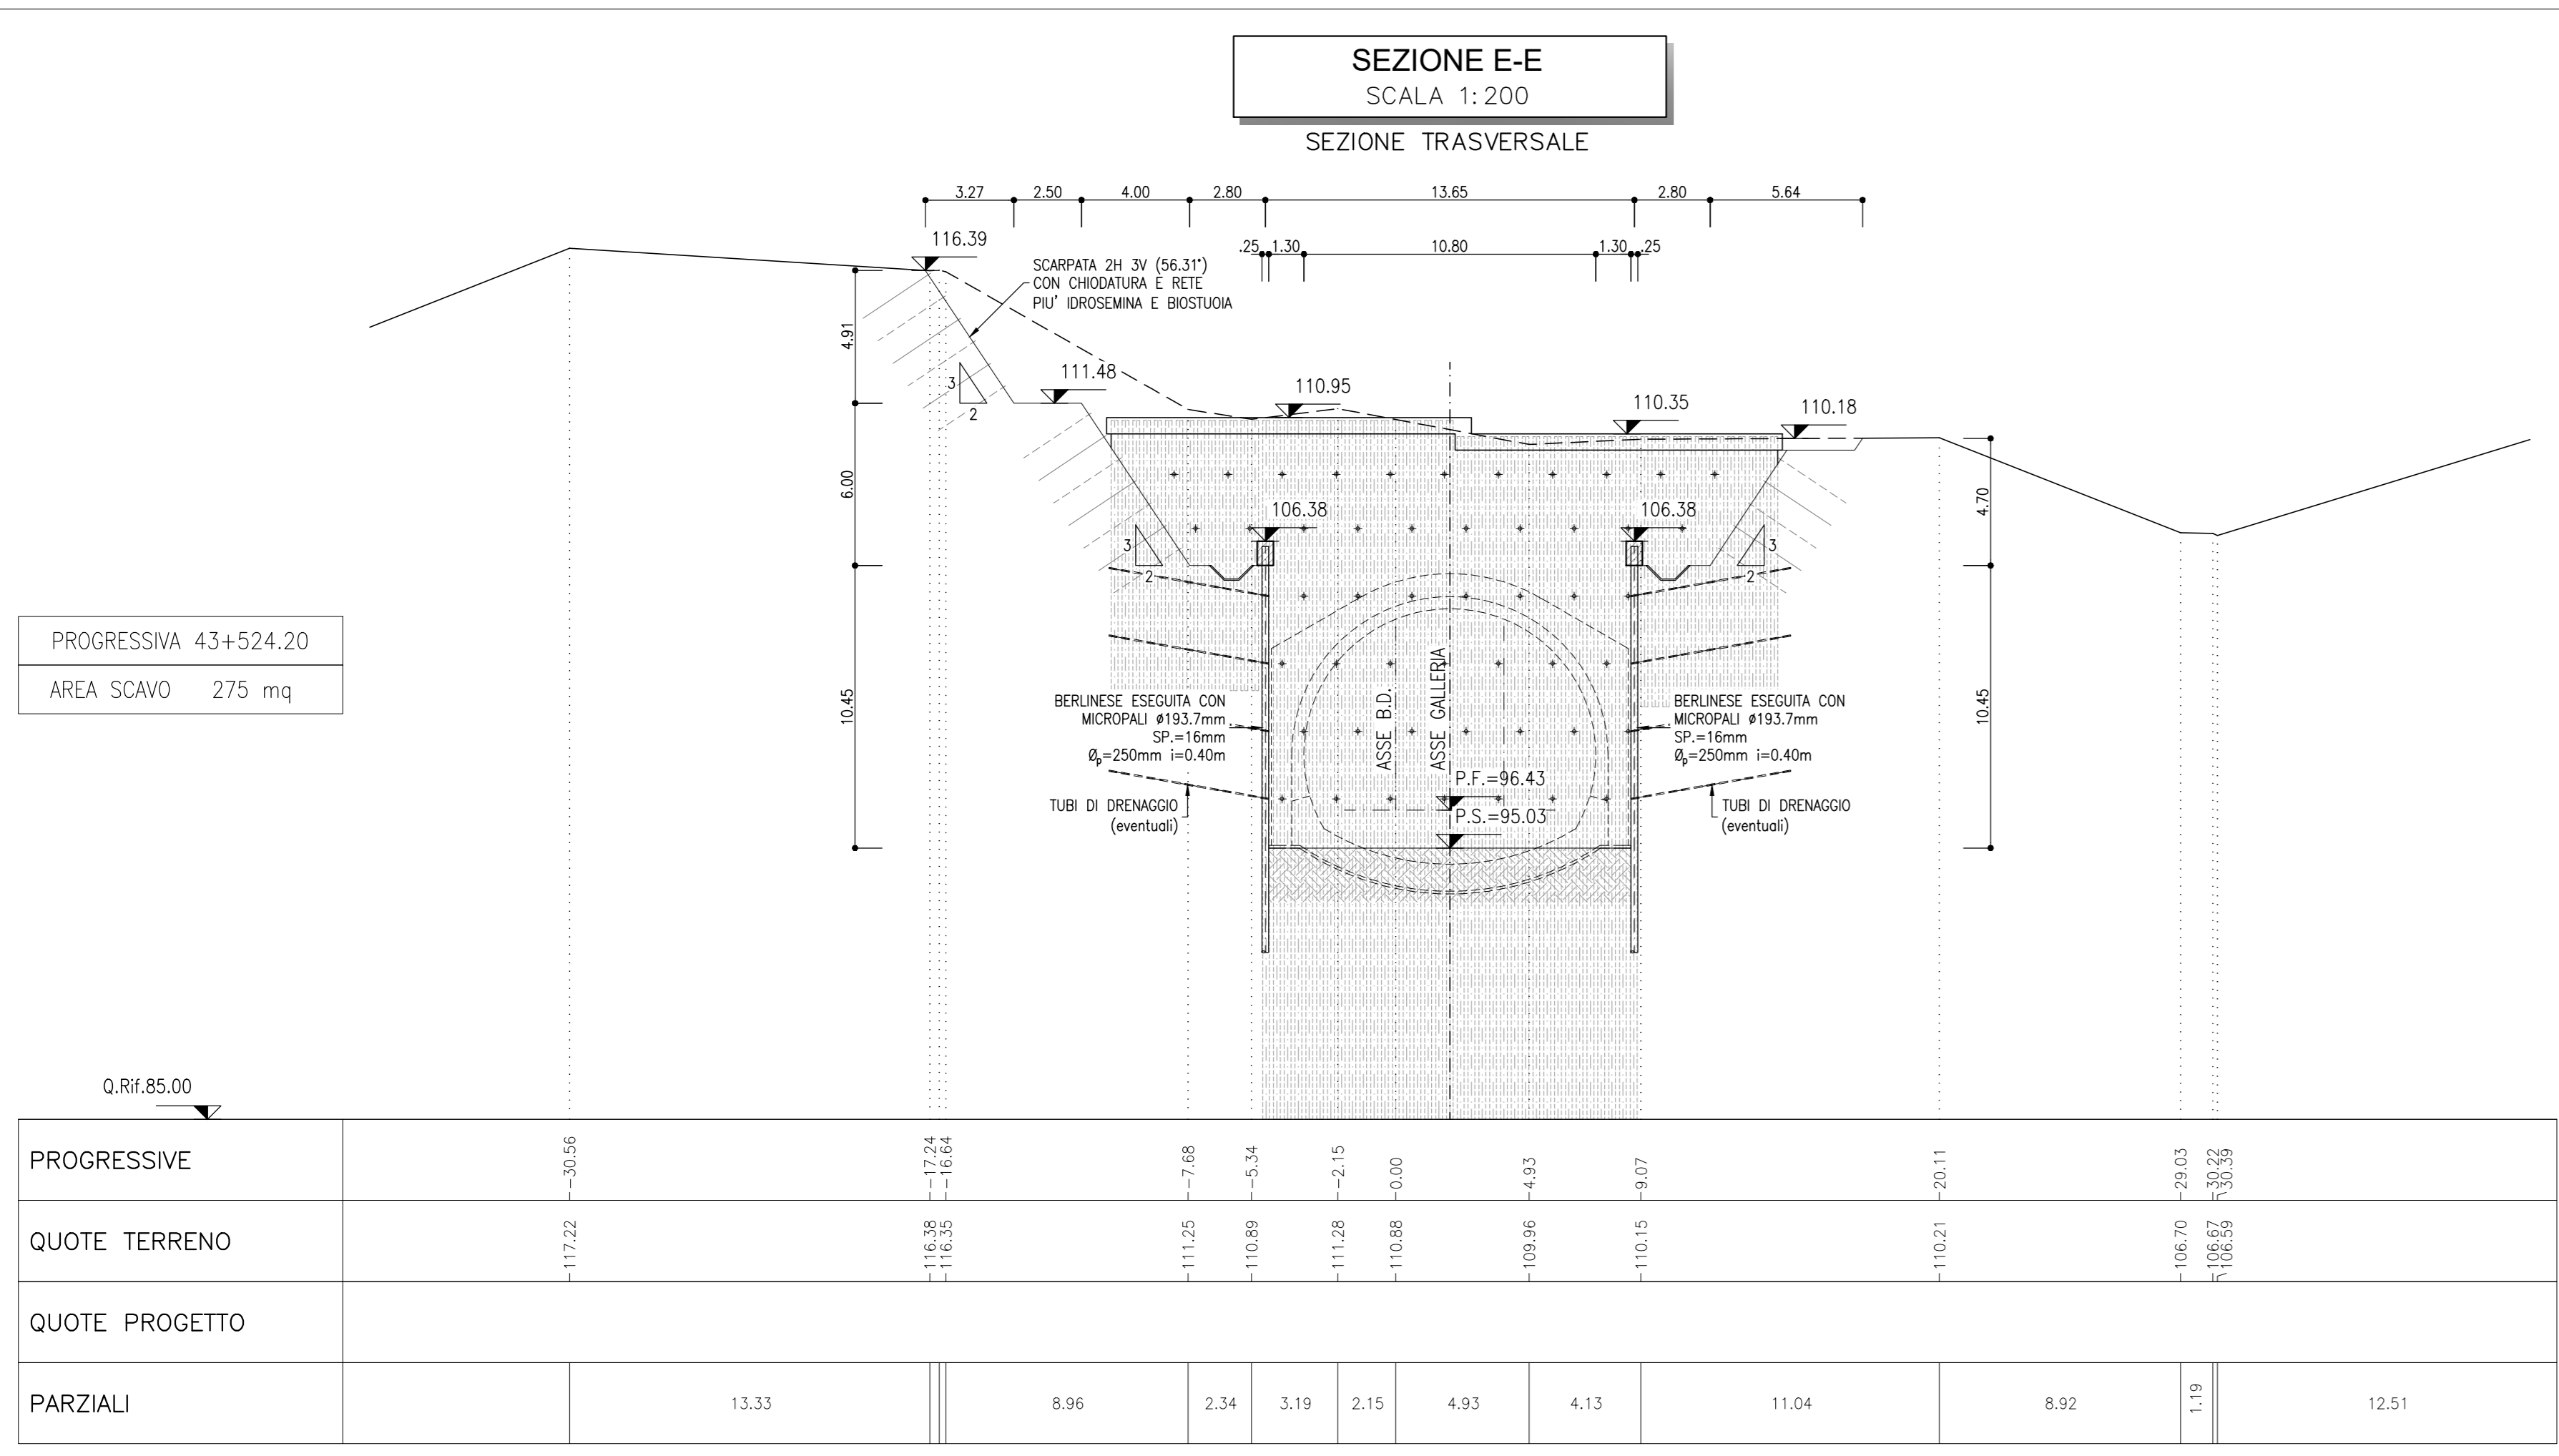 SEZIONE E-E
SCALA 1:200
SEZIONE TRASVERSALE
3.27 2.50 4.00 2.80 13.65 2.80 5.64
.25 1.30 10.80 1.30 .25
116.39
SCARPATA 2H 3V (56.31°)
CON CHIODATURA E RETE
PIU' IDROSEMINA E BIOSTUOIA
4.91
3
2
111.48
110.95
110.35
110.18
6.00
4.70
106.38
106.38
3
2
3
2
PROGRESSIVA 43+524.20
AREA SCAVO 275 mq
10.45
10.45
BERLINESE ESEGUITA CON
MICROPALI ø193.7mm
SP.=16mm
Øp=250mm i=0.40m
ASSE B.D.
ASSE GALLERIA
BERLINESE ESEGUITA CON
MICROPALI ø193.7mm
SP.=16mm
Øp=250mm i=0.40m
P.F.=96.43
P.S.=95.03
TUBI DI DRENAGGIO
(eventuali)
TUBI DI DRENAGGIO
(eventuali)
Q.Rif.85.00
PROGRESSIVE -30.56 -17.24 -16.64 -7.68 -5.34 -2.15 0.00 4.93 9.07 20.11 29.03 30.22 30.39
QUOTE TERRENO 117.22 116.38 116.35 111.25 110.89 111.28 110.88 109.96 110.15 110.21 106.70 106.67 106.59
QUOTE PROGETTO
PARZIALI 13.33 8.96 2.34 3.19 2.15 4.93 4.13 11.04 8.92 1.19 12.51